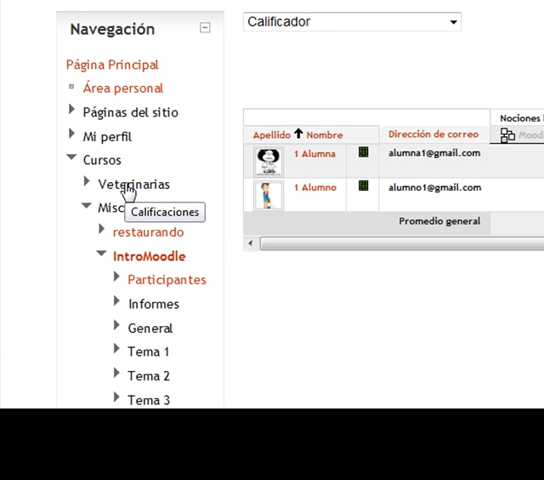 Navegación
Página Principal
Área personal
Páginas del sitio
Mi perfil
Cursos
Veterinarias
Misc
Calificaciones
restaurando
IntroMoodle
Participantes
Informes
General
Tema 1
Tema 2
Tema 3
Calificador
Nociones
Apellido Nombre Dirección de correo Mood
1 Alumna alumna1@gmail.com
1 Alumno alumno1@gmail.com
Promedio general